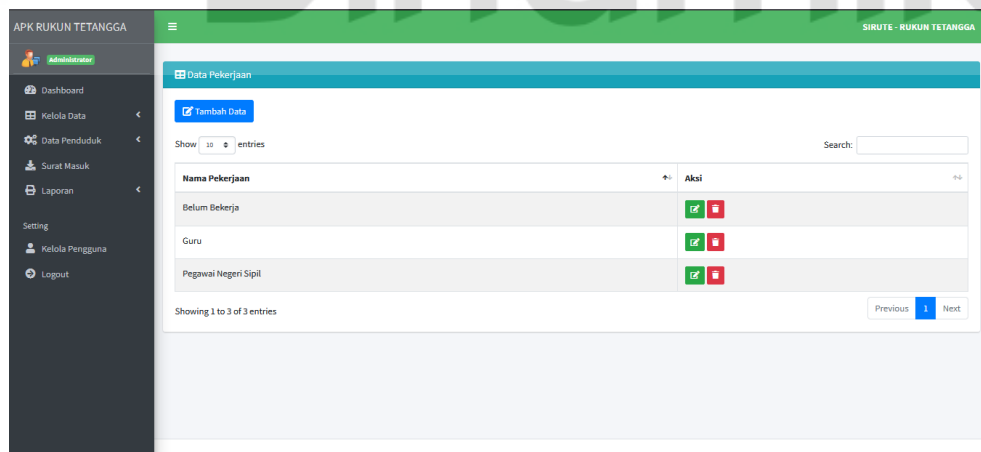 APK RUKUN TETANGGA
SIRUTE - RUKUN TETANGGA
Administrator
Dashboard
Kelola Data
Data Penduduk
Surat Masuk
Laporan
Setting
Kelola Pengguna
Logout
Data Pekerjaan
Tambah Data
Show 10 entries
Search:
Nama Pekerjaan Aksi
Belum Bekerja
Guru
Pegawai Negeri Sipil
Showing 1 to 3 of 3 entries
Previous 1 Next